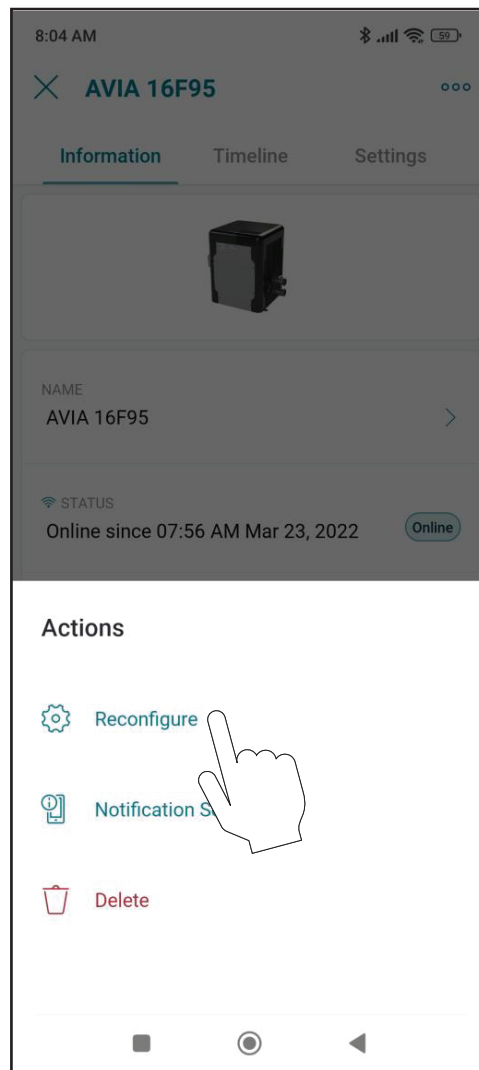 8:04 AM
59
AVIA 16F95
Information Timeline Settings
NAME
AVIA 16F95
STATUS
Online since 07:56 AM Mar 23, 2022
Online
Actions
Reconfigure
Notification
Delete